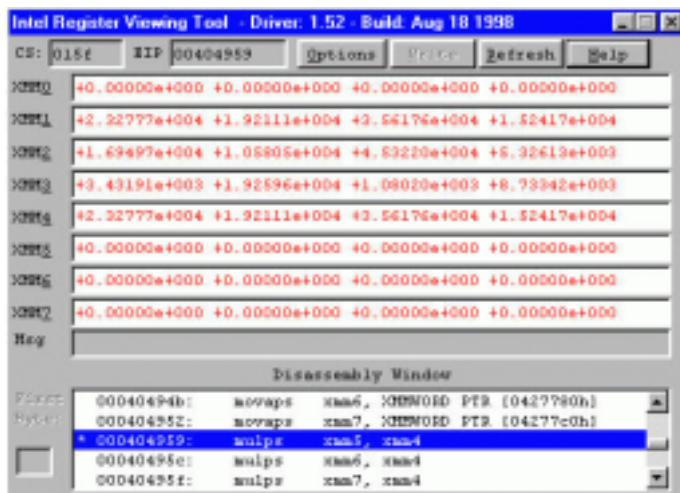 Intel Register Viewing Tool - Driver: 1.52 - Build: Aug 18 1998
CS: 015f EIP 00404959 Options Write Refresh Help
XMM0 +0.00000e+000 +0.00000e+000 +0.00000e+000 +0.00000e+000
XMM1 +2.32777e+004 +1.92111e+004 +3.56176e+004 +1.52417e+004
XMM2 +1.69497e+004 +1.05805e+004 +4.53220e+004 +5.32613e+003
XMM3 +3.43191e+003 +1.92596e+004 +1.08020e+003 +8.73342e+003
XMM4 +2.32777e+004 +1.92111e+004 +3.56176e+004 +1.52417e+004
XMM5 +0.00000e+000 +0.00000e+000 +0.00000e+000 +0.00000e+000
XMM6 +0.00000e+000 +0.00000e+000 +0.00000e+000 +0.00000e+000
XMM7 +0.00000e+000 +0.00000e+000 +0.00000e+000 +0.00000e+000
Msg
Disassembly Window
First
Byte:
0040494b: movaps xmm6, XMMWORD PTR [0427780h]
00404952: movaps xmm7, XMMWORD PTR [04277c0h]
* 00404959: mulps xmm5, xmm4
0040495c: mulps xmm6, xmm4
0040495f: mulps xmm7, xmm4